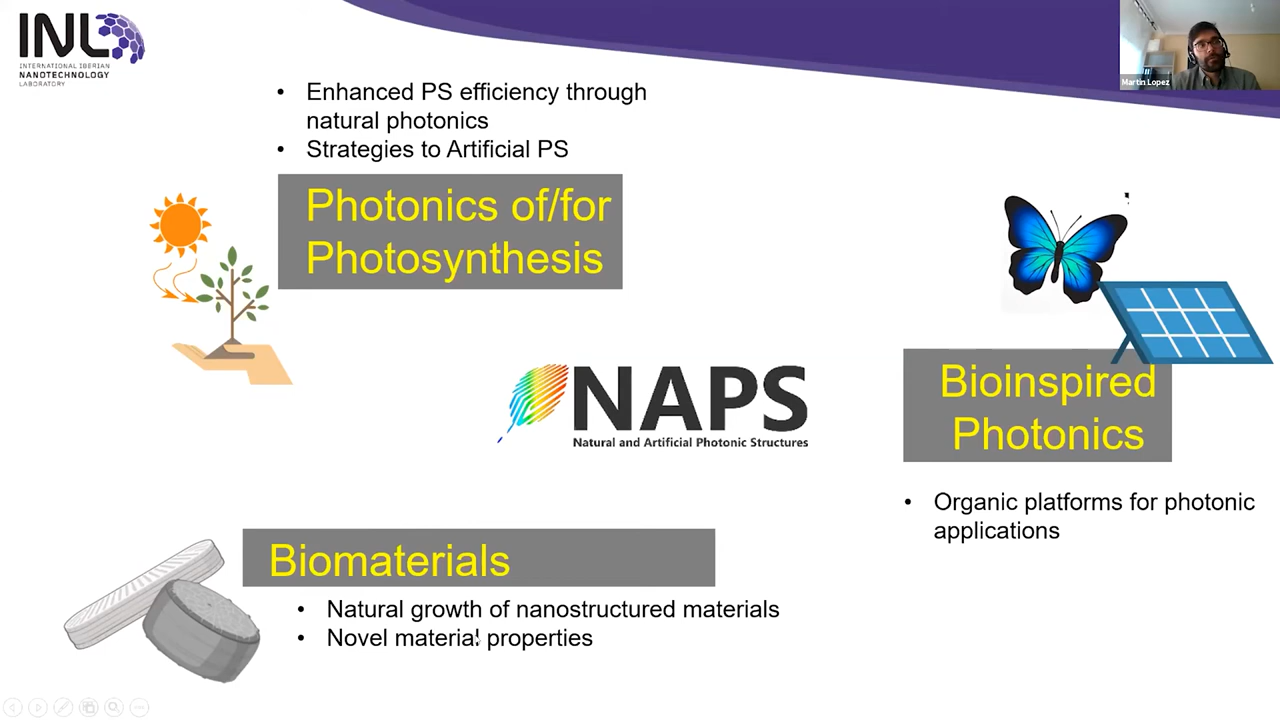 INL
INTERNATIONAL IBERIAN
NANOTECHNOLOGY
LABORATORY
Martin Lopez
• Enhanced PS efficiency through
natural photonics
• Strategies to Artificial PS
Photonics of/for
Photosynthesis
NAPS
Natural and Artificial Photonic Structures
Bioinspired
Photonics
• Organic platforms for photonic
applications
Biomaterials
• Natural growth of nanostructured materials
• Novel material properties